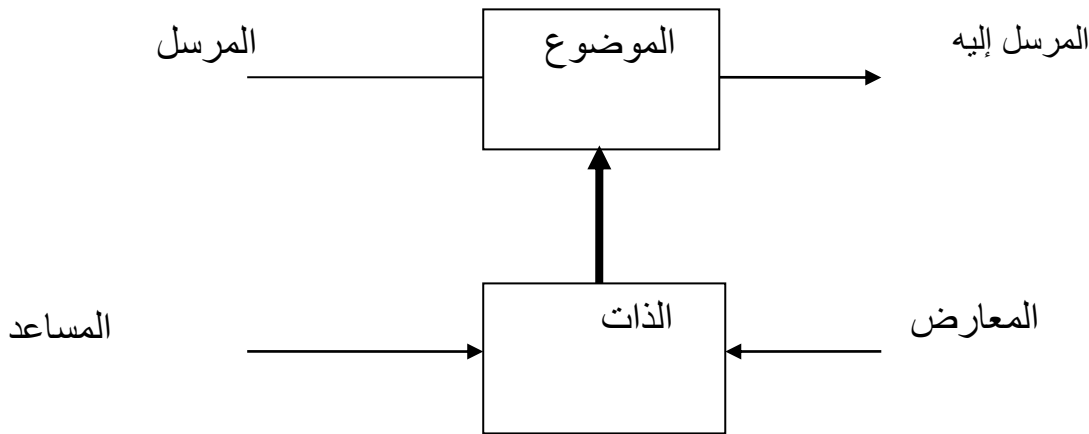 المرسل إليه
الموضوع
المرسل
المعارض
الذات
المساعد